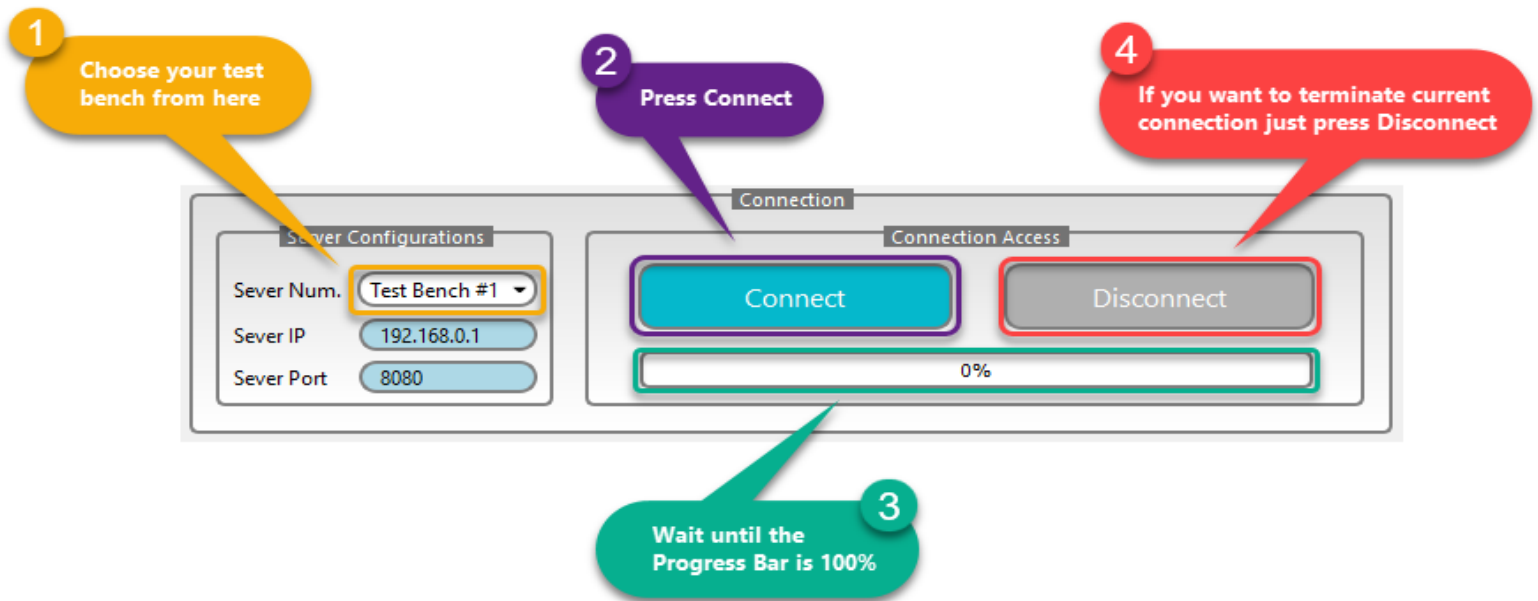 1
Choose your test
bench from here
2
Press Connect
4
If you want to terminate current
connection just press Disconnect
Connection
Server Configurations
Sever Num.
Test Bench #1
Sever IP
192.168.0.1
Sever Port
8080
Connection Access
Connect
Disconnect
0%
3
Wait until the
Progress Bar is 100%